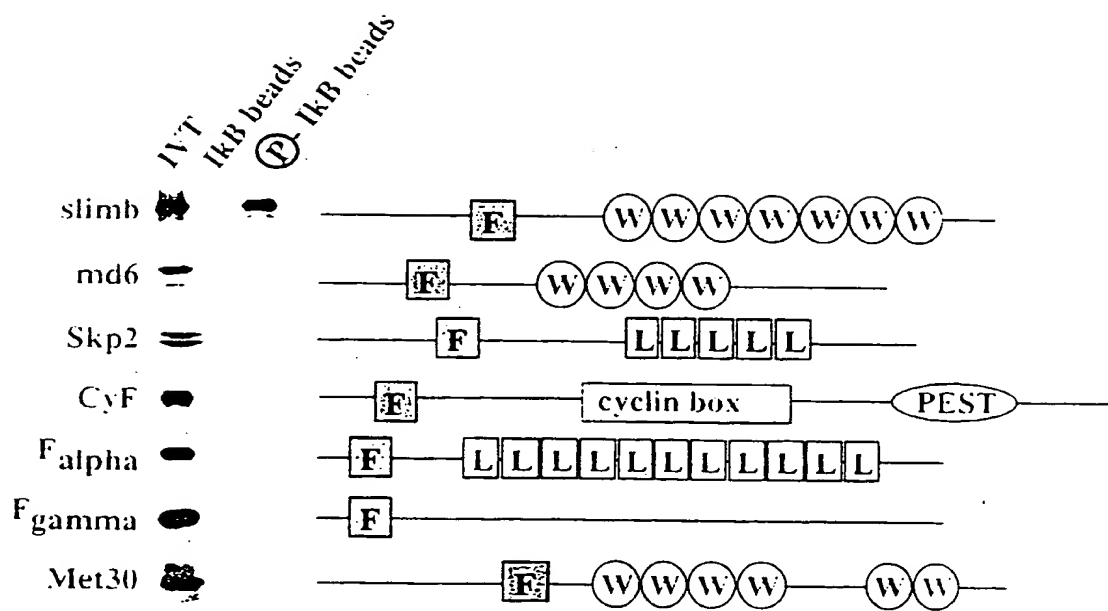 IVT
IkB beads
P - IkB beads
slimb F W W W W W W W
md6 F W W W W
Skp2 F L L L L L
CyF F cyclin box PEST
Falpha F L L L L L L L L L L L
Fgamma F
Met30 F W W W W W W